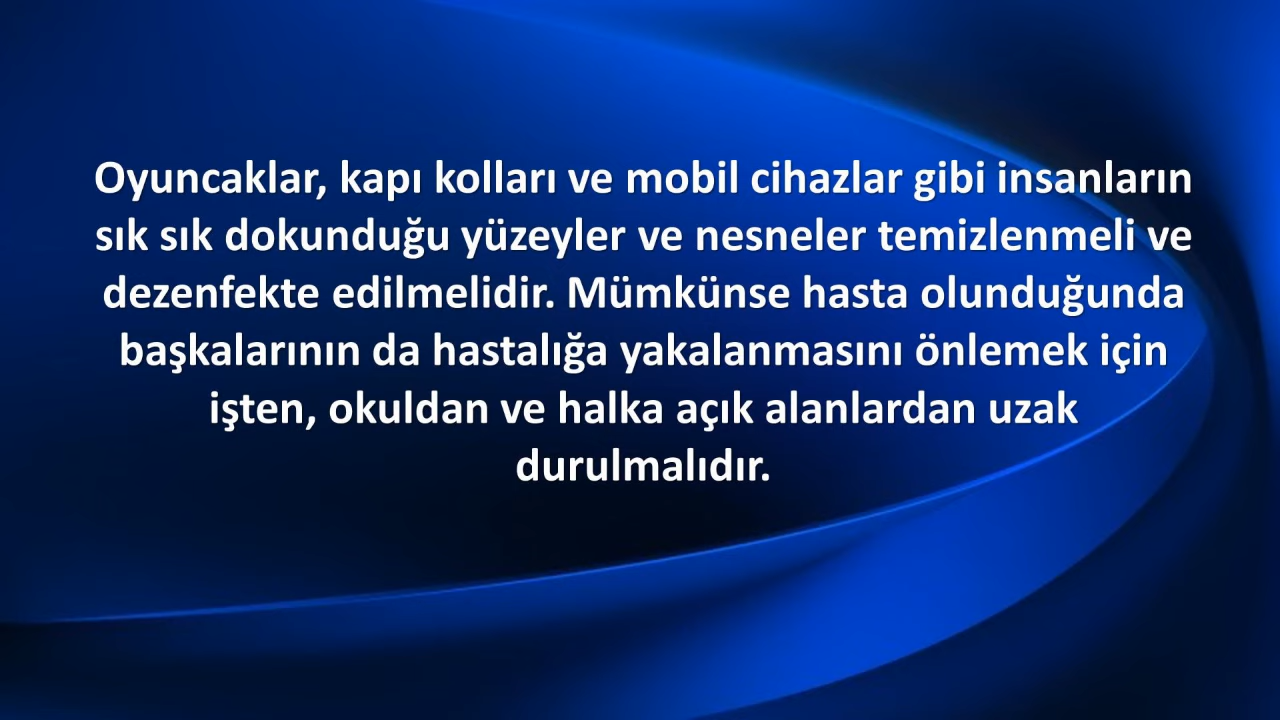 Oyuncaklar, kapı kolları ve mobil cihazlar gibi insanların
sık sık dokunduğu yüzeyler ve nesneler temizlenmeli ve
dezenfekte edilmelidir. Mümkünse hasta olunduğunda
başkalarının da hastalığa yakalanmasını önlemek için
işten, okuldan ve halka açık alanlardan uzak
durulmalıdır.